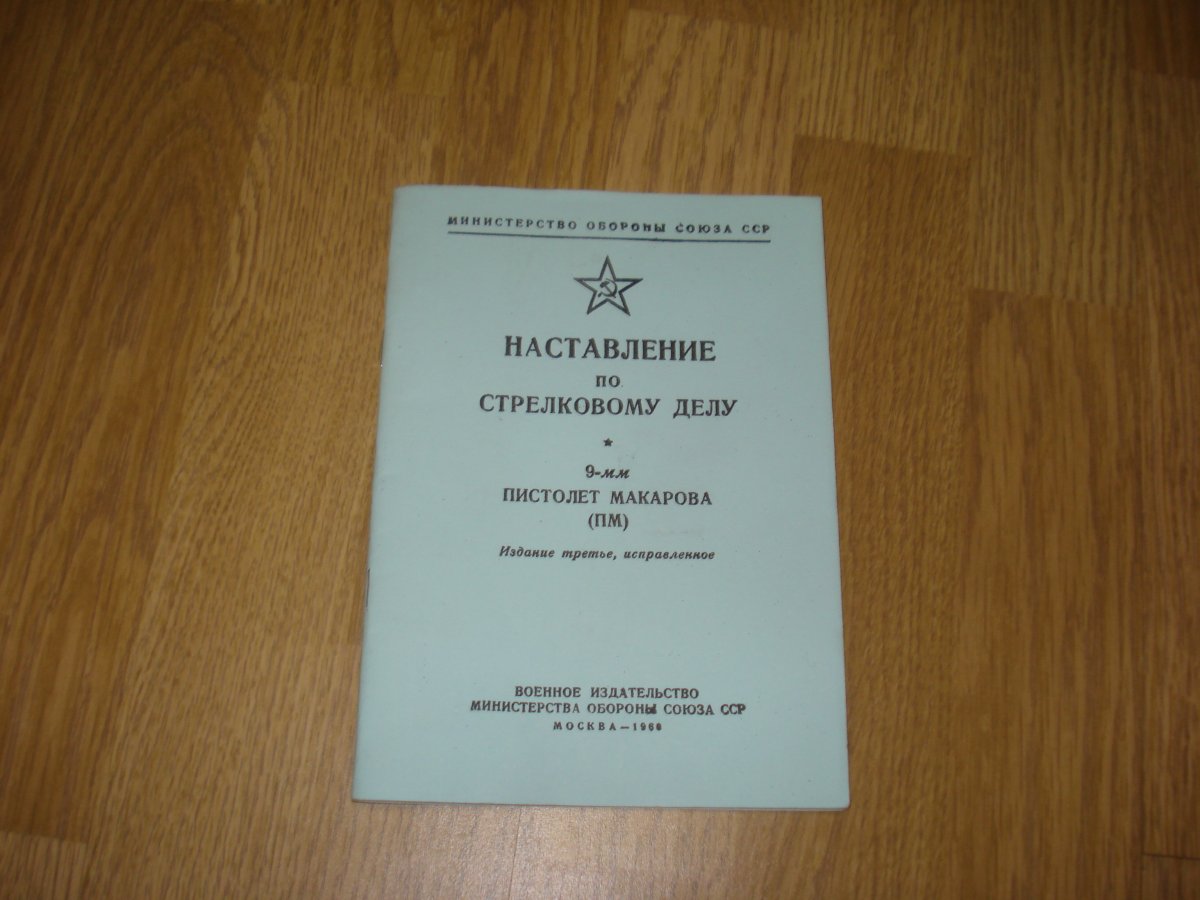 МИНИСТЕРСТВО ОБОРОНЫ СОЮЗА ССР
НАСТАВЛЕНИЕ
ПО
СТРЕЛКОВОМУ ДЕЛУ
9-мм
ПИСТОЛЕТ МАКАРОВА
(ПМ)
Издание третье, исправленное
ВОЕННОЕ ИЗДАТЕЛЬСТВО
МИНИСТЕРСТВА ОБОРОНЫ СОЮЗА ССР
МОСКВА — 1968